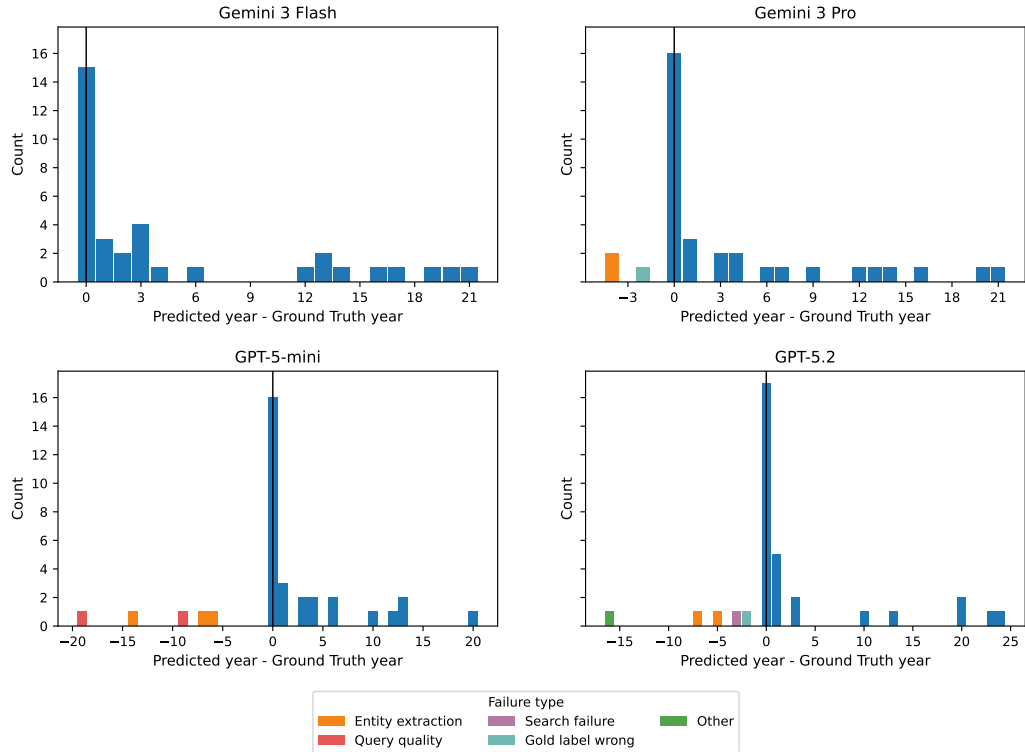 Gemini 3 Flash
Gemini 3 Pro
Count
16
14
12
10
8
6
4
2
0
0 3 6 9 12 15 18 21
Predicted year - Ground Truth year
Count
−3 0 3 6 9 12 15 18 21
Predicted year - Ground Truth year
GPT-5-mini
GPT-5.2
Count
16
14
12
10
8
6
4
2
0
−20 −15 −10 −5 0 5 10 15 20
Predicted year - Ground Truth year
Count
−15 −10 −5 0 5 10 15 20 25
Predicted year - Ground Truth year
Failure type
Entity extraction Search failure Other
Query quality Gold label wrong